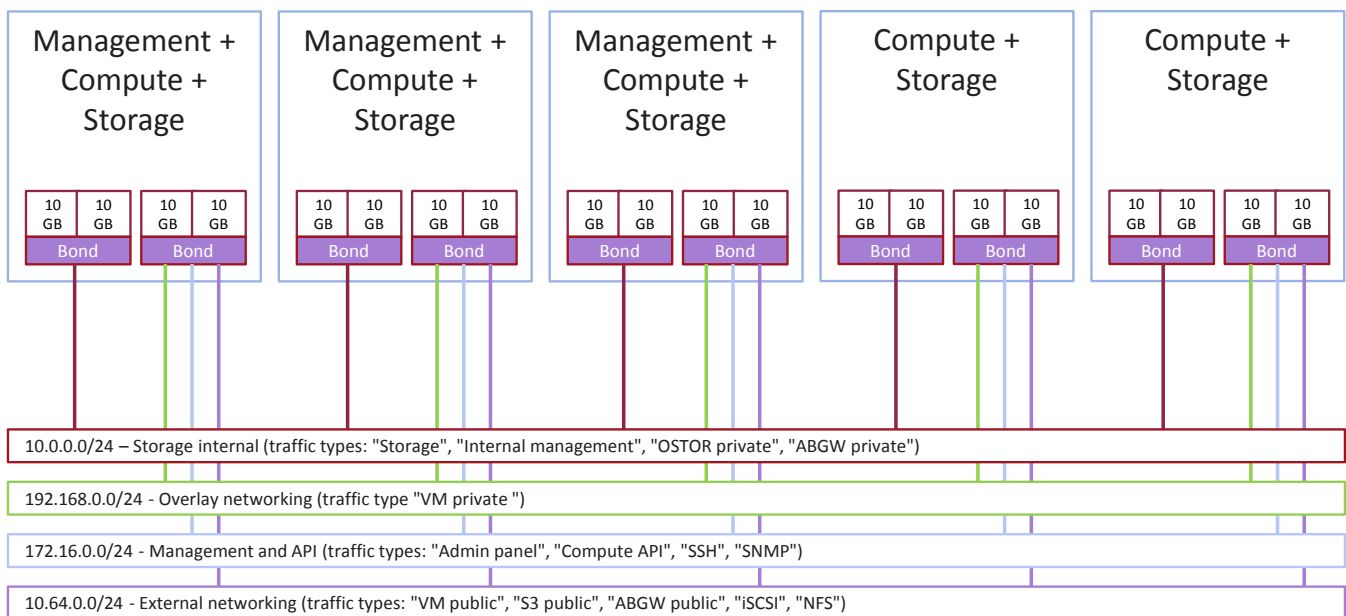 Management +
Compute +
Storage
Management +
Compute +
Storage
Management +
Compute +
Storage
Compute +
Storage
Compute +
Storage
10
GB
10
GB
10
GB
10
GB
10
GB
10
GB
10
GB
10
GB
10
GB
10
GB
10
GB
10
GB
10
GB
10
GB
10
GB
10
GB
10
GB
10
GB
10
GB
10
GB
Bond
Bond
Bond
Bond
Bond
Bond
Bond
Bond
Bond
Bond
10.0.0.0/24 – Storage internal (traffic types: "Storage", "Internal management", "OSTOR private", "ABGW private")
192.168.0.0/24 - Overlay networking (traffic type "VM private ")
172.16.0.0/24 - Management and API (traffic types: "Admin panel", "Compute API", "SSH", "SNMP")
10.64.0.0/24 - External networking (traffic types: "VM public", "S3 public", "ABGW public", "iSCSI", "NFS")